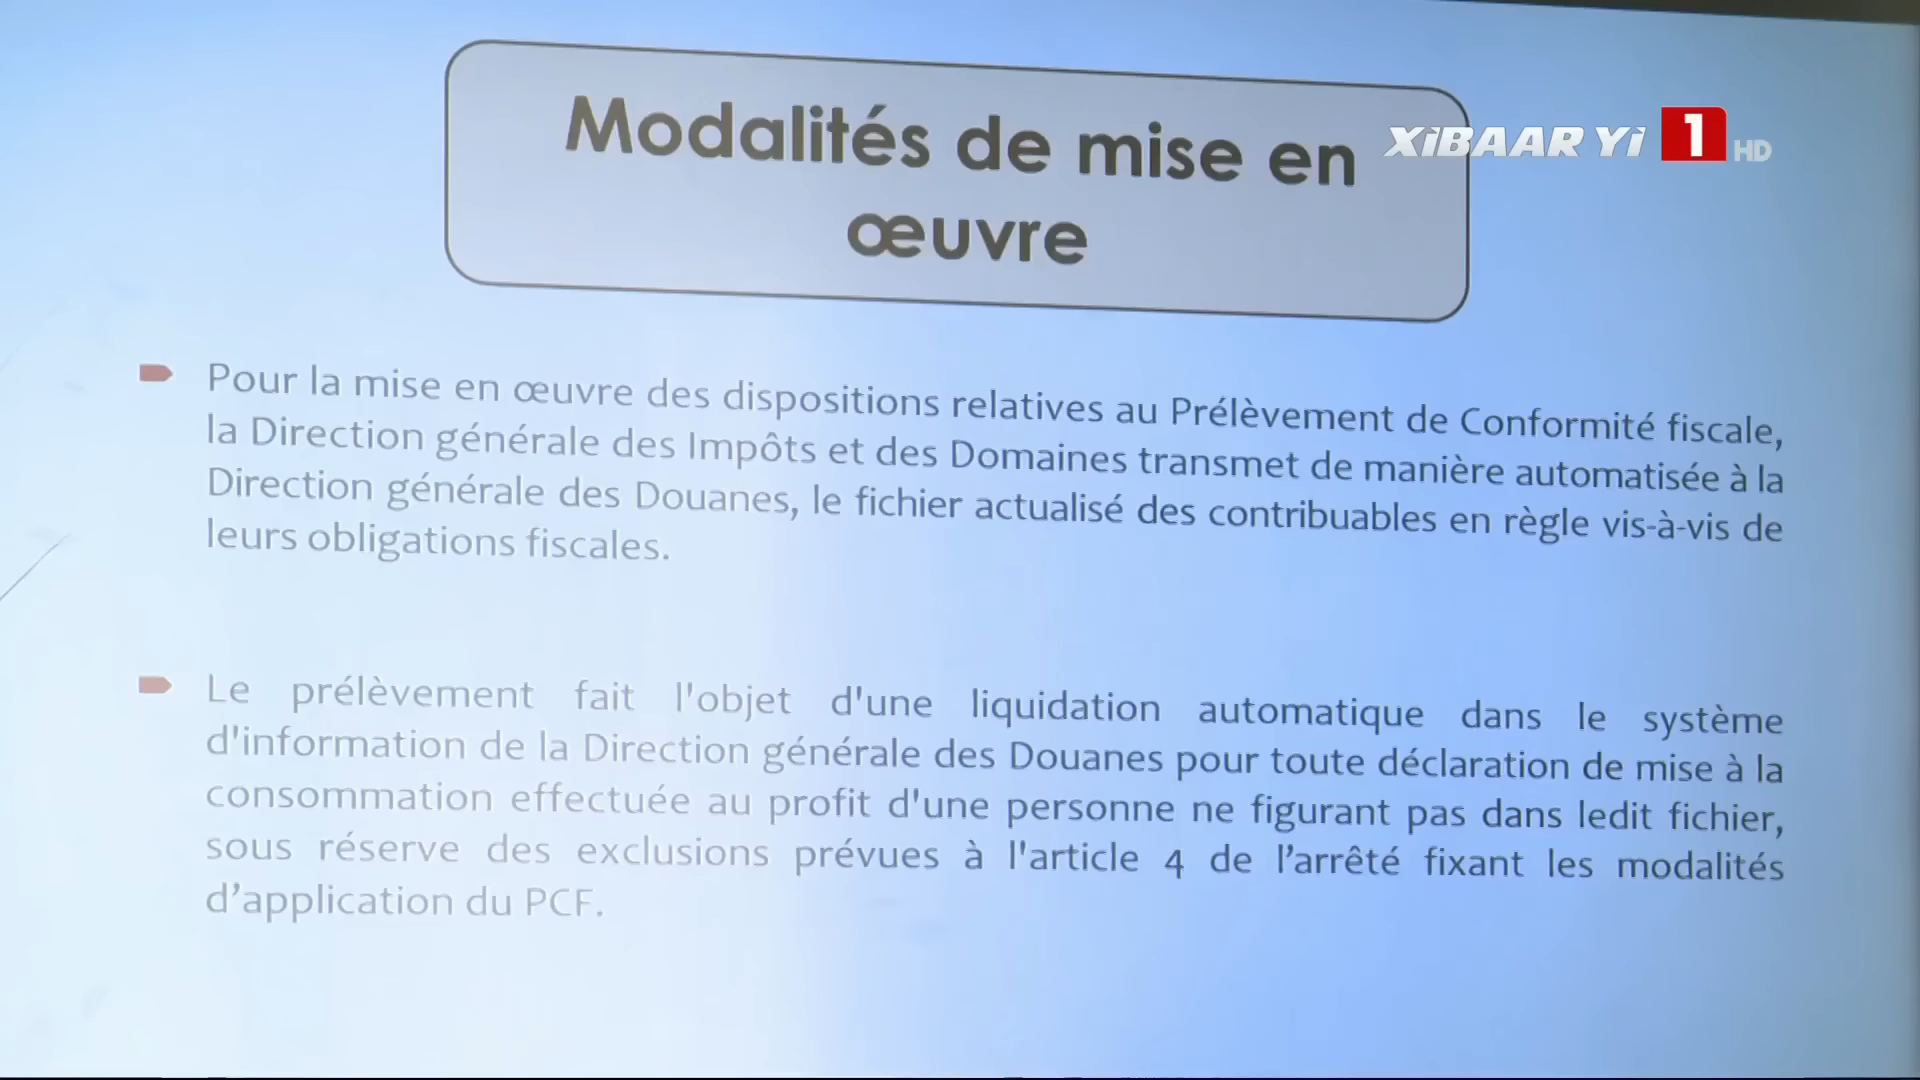 Modalités de mise en
œuvre
XiBAAR Yi 1 HD
Pour la mise en œuvre des dispositions relatives au Prélèvement de Conformité fiscale,
la Direction générale des Impôts et des Domaines transmet de manière automatisée à la
Direction générale des Douanes, le fichier actualisé des contribuables en règle vis-à-vis de
leurs obligations fiscales.
Le prélèvement fait l'objet d'une liquidation automatique dans le système
d'information de la Direction générale des Douanes pour toute déclaration de mise à la
consommation effectuée au profit d'une personne ne figurant pas dans ledit fichier,
sous réserve des exclusions prévues à l'article 4 de l’arrêté fixant les modalités
d’application du PCF.